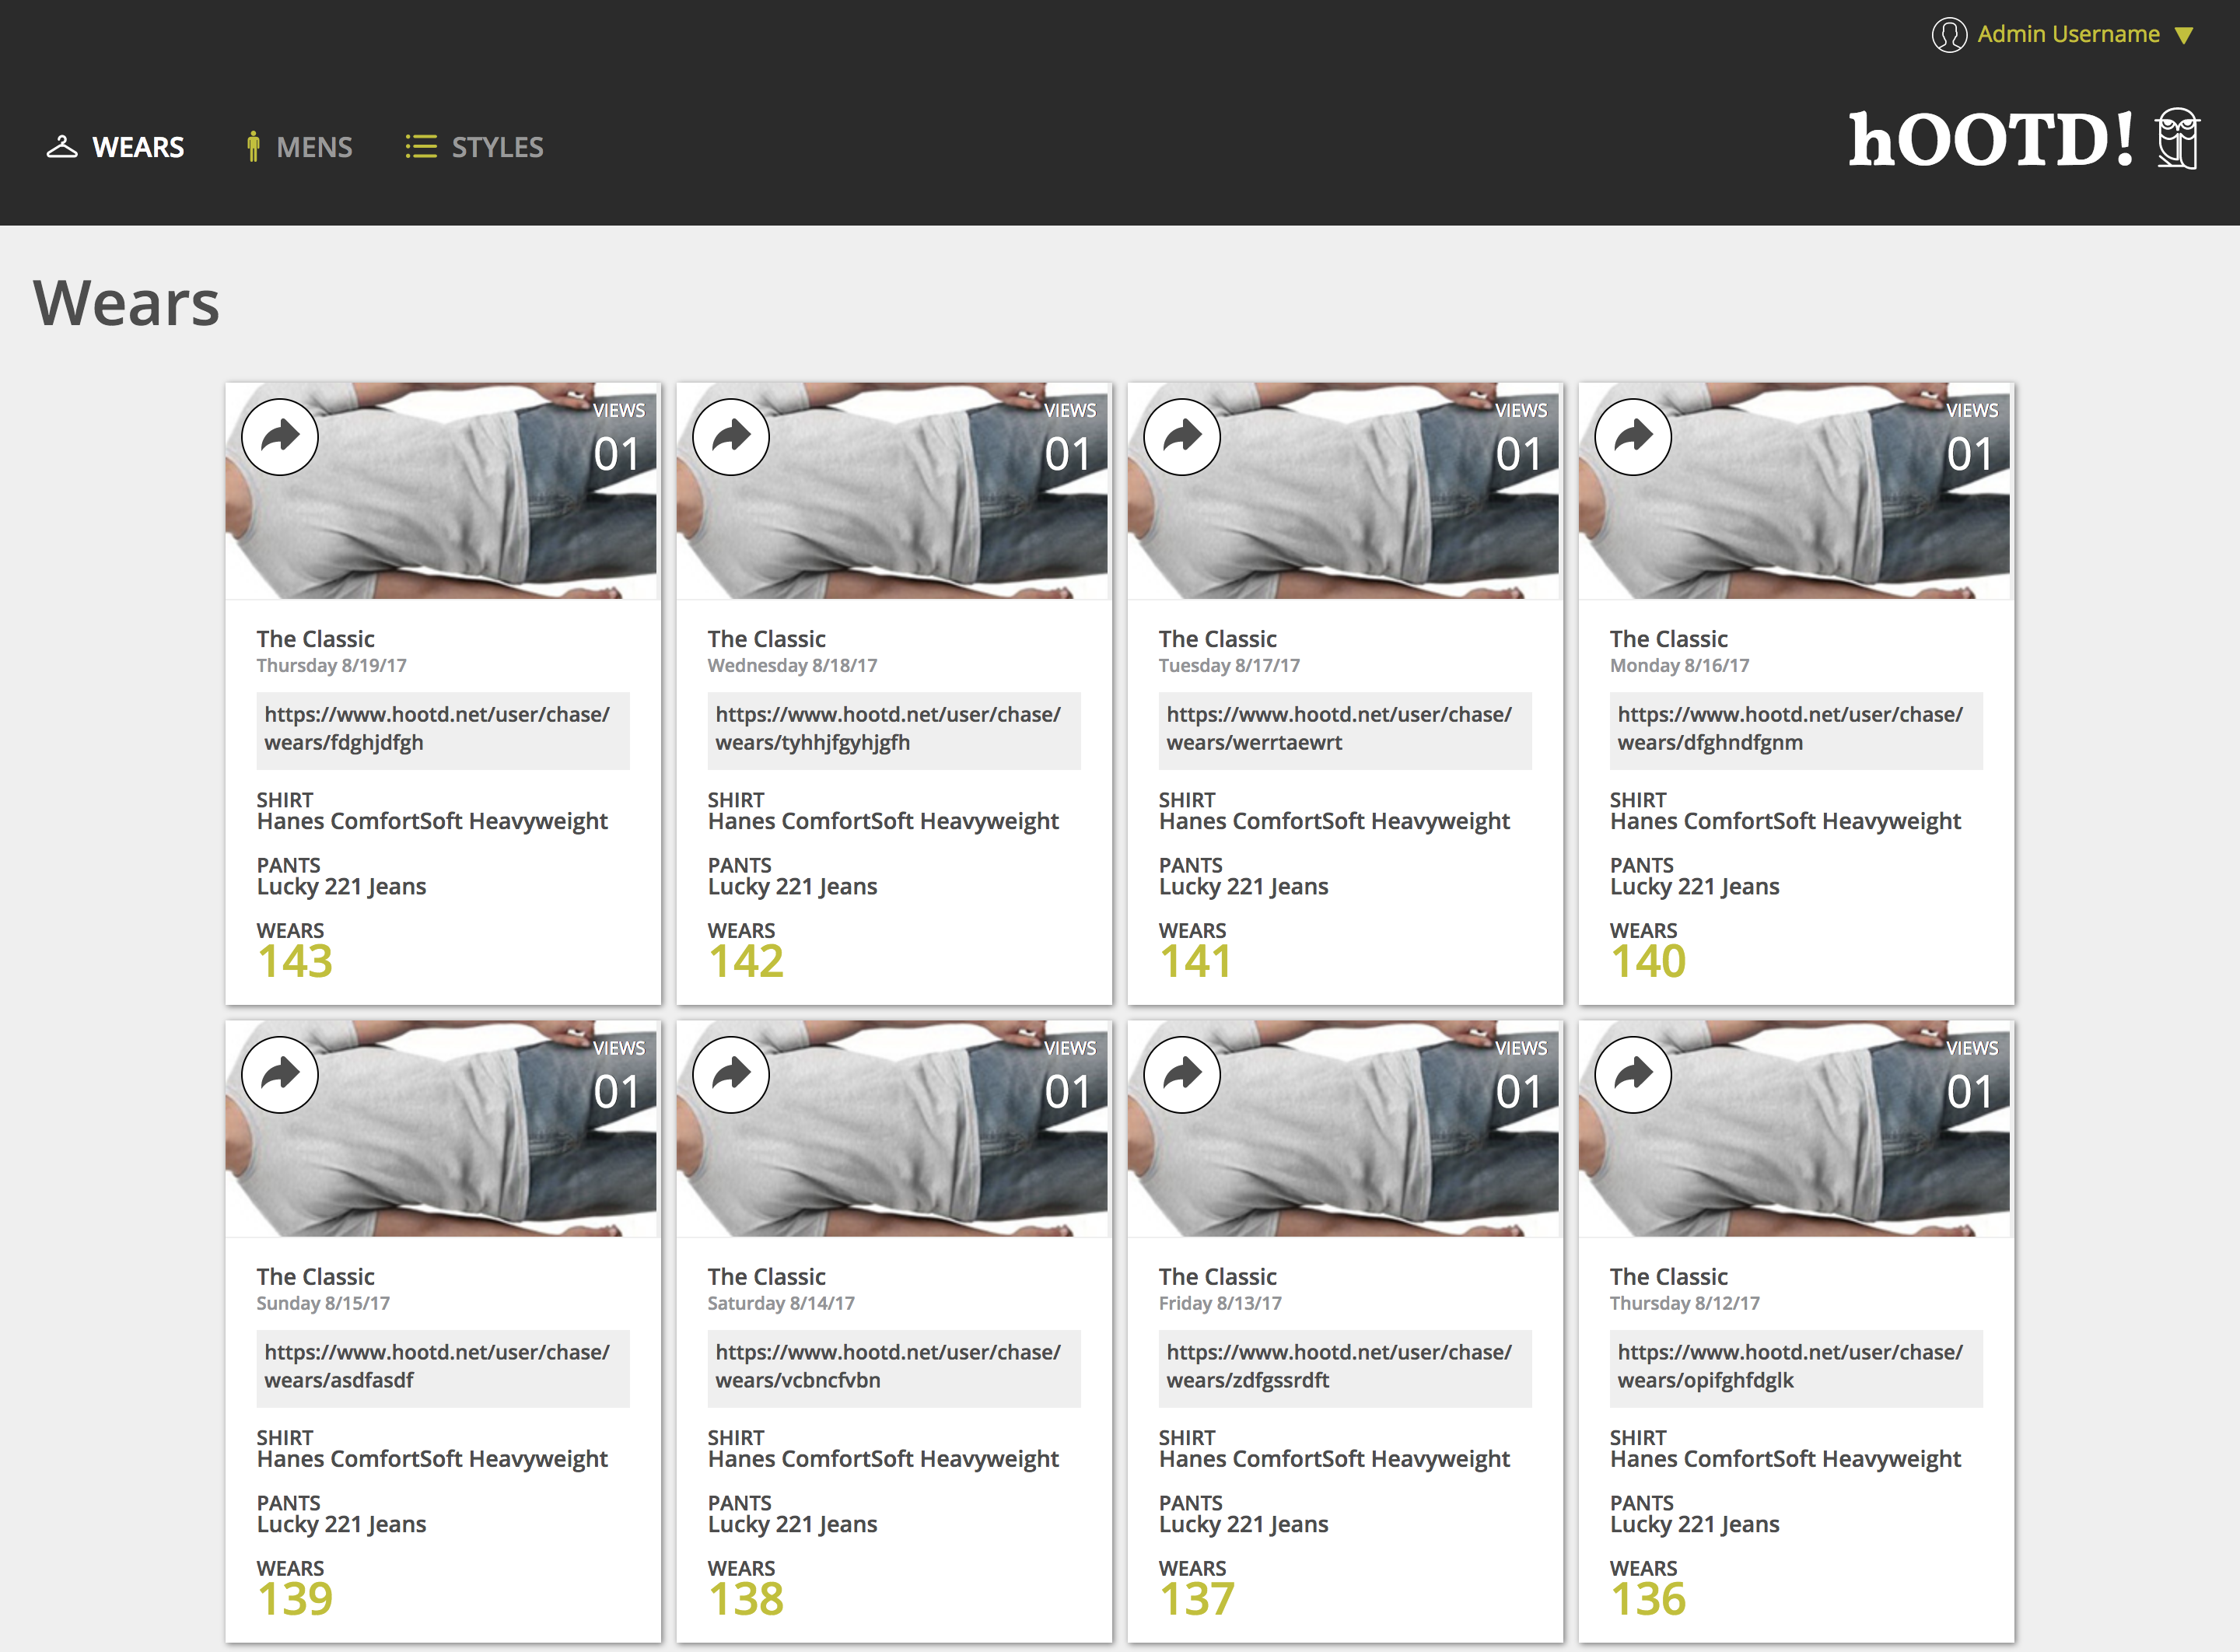 Admin Username
WEARS
MENS
STYLES
hOOTD!
Wears
VIEWS
01
The Classic
Thursday 8/19/17
https://www.hootd.net/user/chase/
wears/fdghjdfgh
SHIRT
Hanes ComfortSoft Heavyweight
PANTS
Lucky 221 Jeans
WEARS
143
VIEWS
01
The Classic
Wednesday 8/18/17
https://www.hootd.net/user/chase/
wears/tyhhjfgyhjgfh
SHIRT
Hanes ComfortSoft Heavyweight
PANTS
Lucky 221 Jeans
WEARS
142
VIEWS
01
The Classic
Tuesday 8/17/17
https://www.hootd.net/user/chase/
wears/werrtaewrt
SHIRT
Hanes ComfortSoft Heavyweight
PANTS
Lucky 221 Jeans
WEARS
141
VIEWS
01
The Classic
Monday 8/16/17
https://www.hootd.net/user/chase/
wears/dfghndfgnm
SHIRT
Hanes ComfortSoft Heavyweight
PANTS
Lucky 221 Jeans
WEARS
140
VIEWS
01
The Classic
Sunday 8/15/17
https://www.hootd.net/user/chase/
wears/asdfasdf
SHIRT
Hanes ComfortSoft Heavyweight
PANTS
Lucky 221 Jeans
WEARS
139
VIEWS
01
The Classic
Saturday 8/14/17
https://www.hootd.net/user/chase/
wears/vcbncfvbn
SHIRT
Hanes ComfortSoft Heavyweight
PANTS
Lucky 221 Jeans
WEARS
138
VIEWS
01
The Classic
Friday 8/13/17
https://www.hootd.net/user/chase/
wears/zdfgssrdft
SHIRT
Hanes ComfortSoft Heavyweight
PANTS
Lucky 221 Jeans
WEARS
137
VIEWS
01
The Classic
Thursday 8/12/17
https://www.hootd.net/user/chase/
wears/opifghfdglk
SHIRT
Hanes ComfortSoft Heavyweight
PANTS
Lucky 221 Jeans
WEARS
136